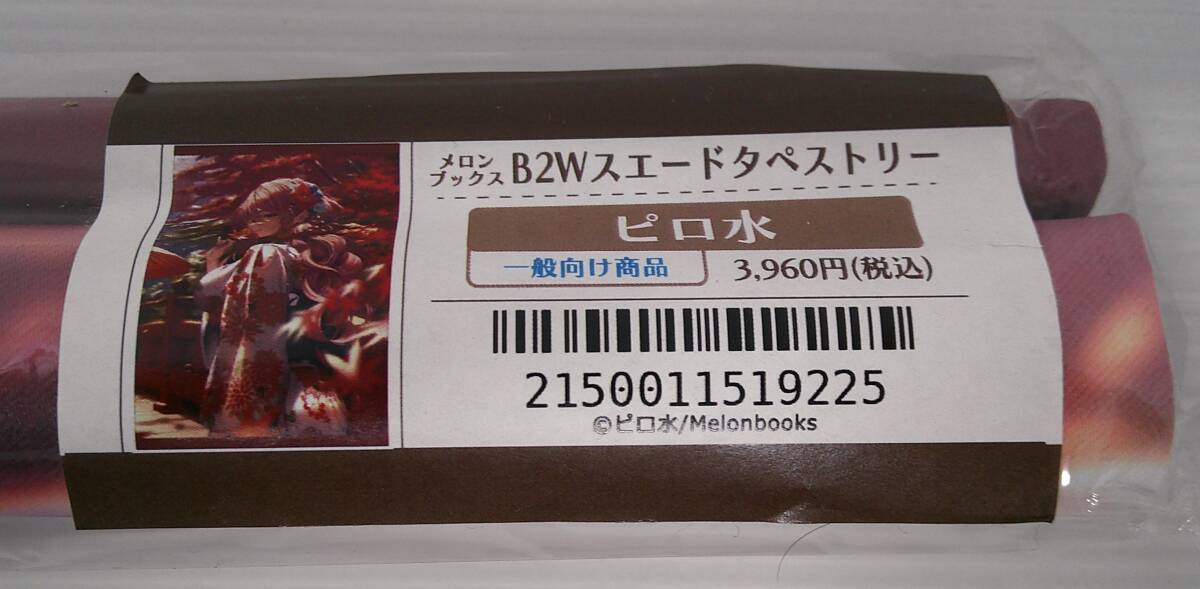 メロンブックス B2Wスエードタペストリー
ピロ水
一般向け商品 3,960円(税込)
2150011519225
©ピロ水/Melonbooks